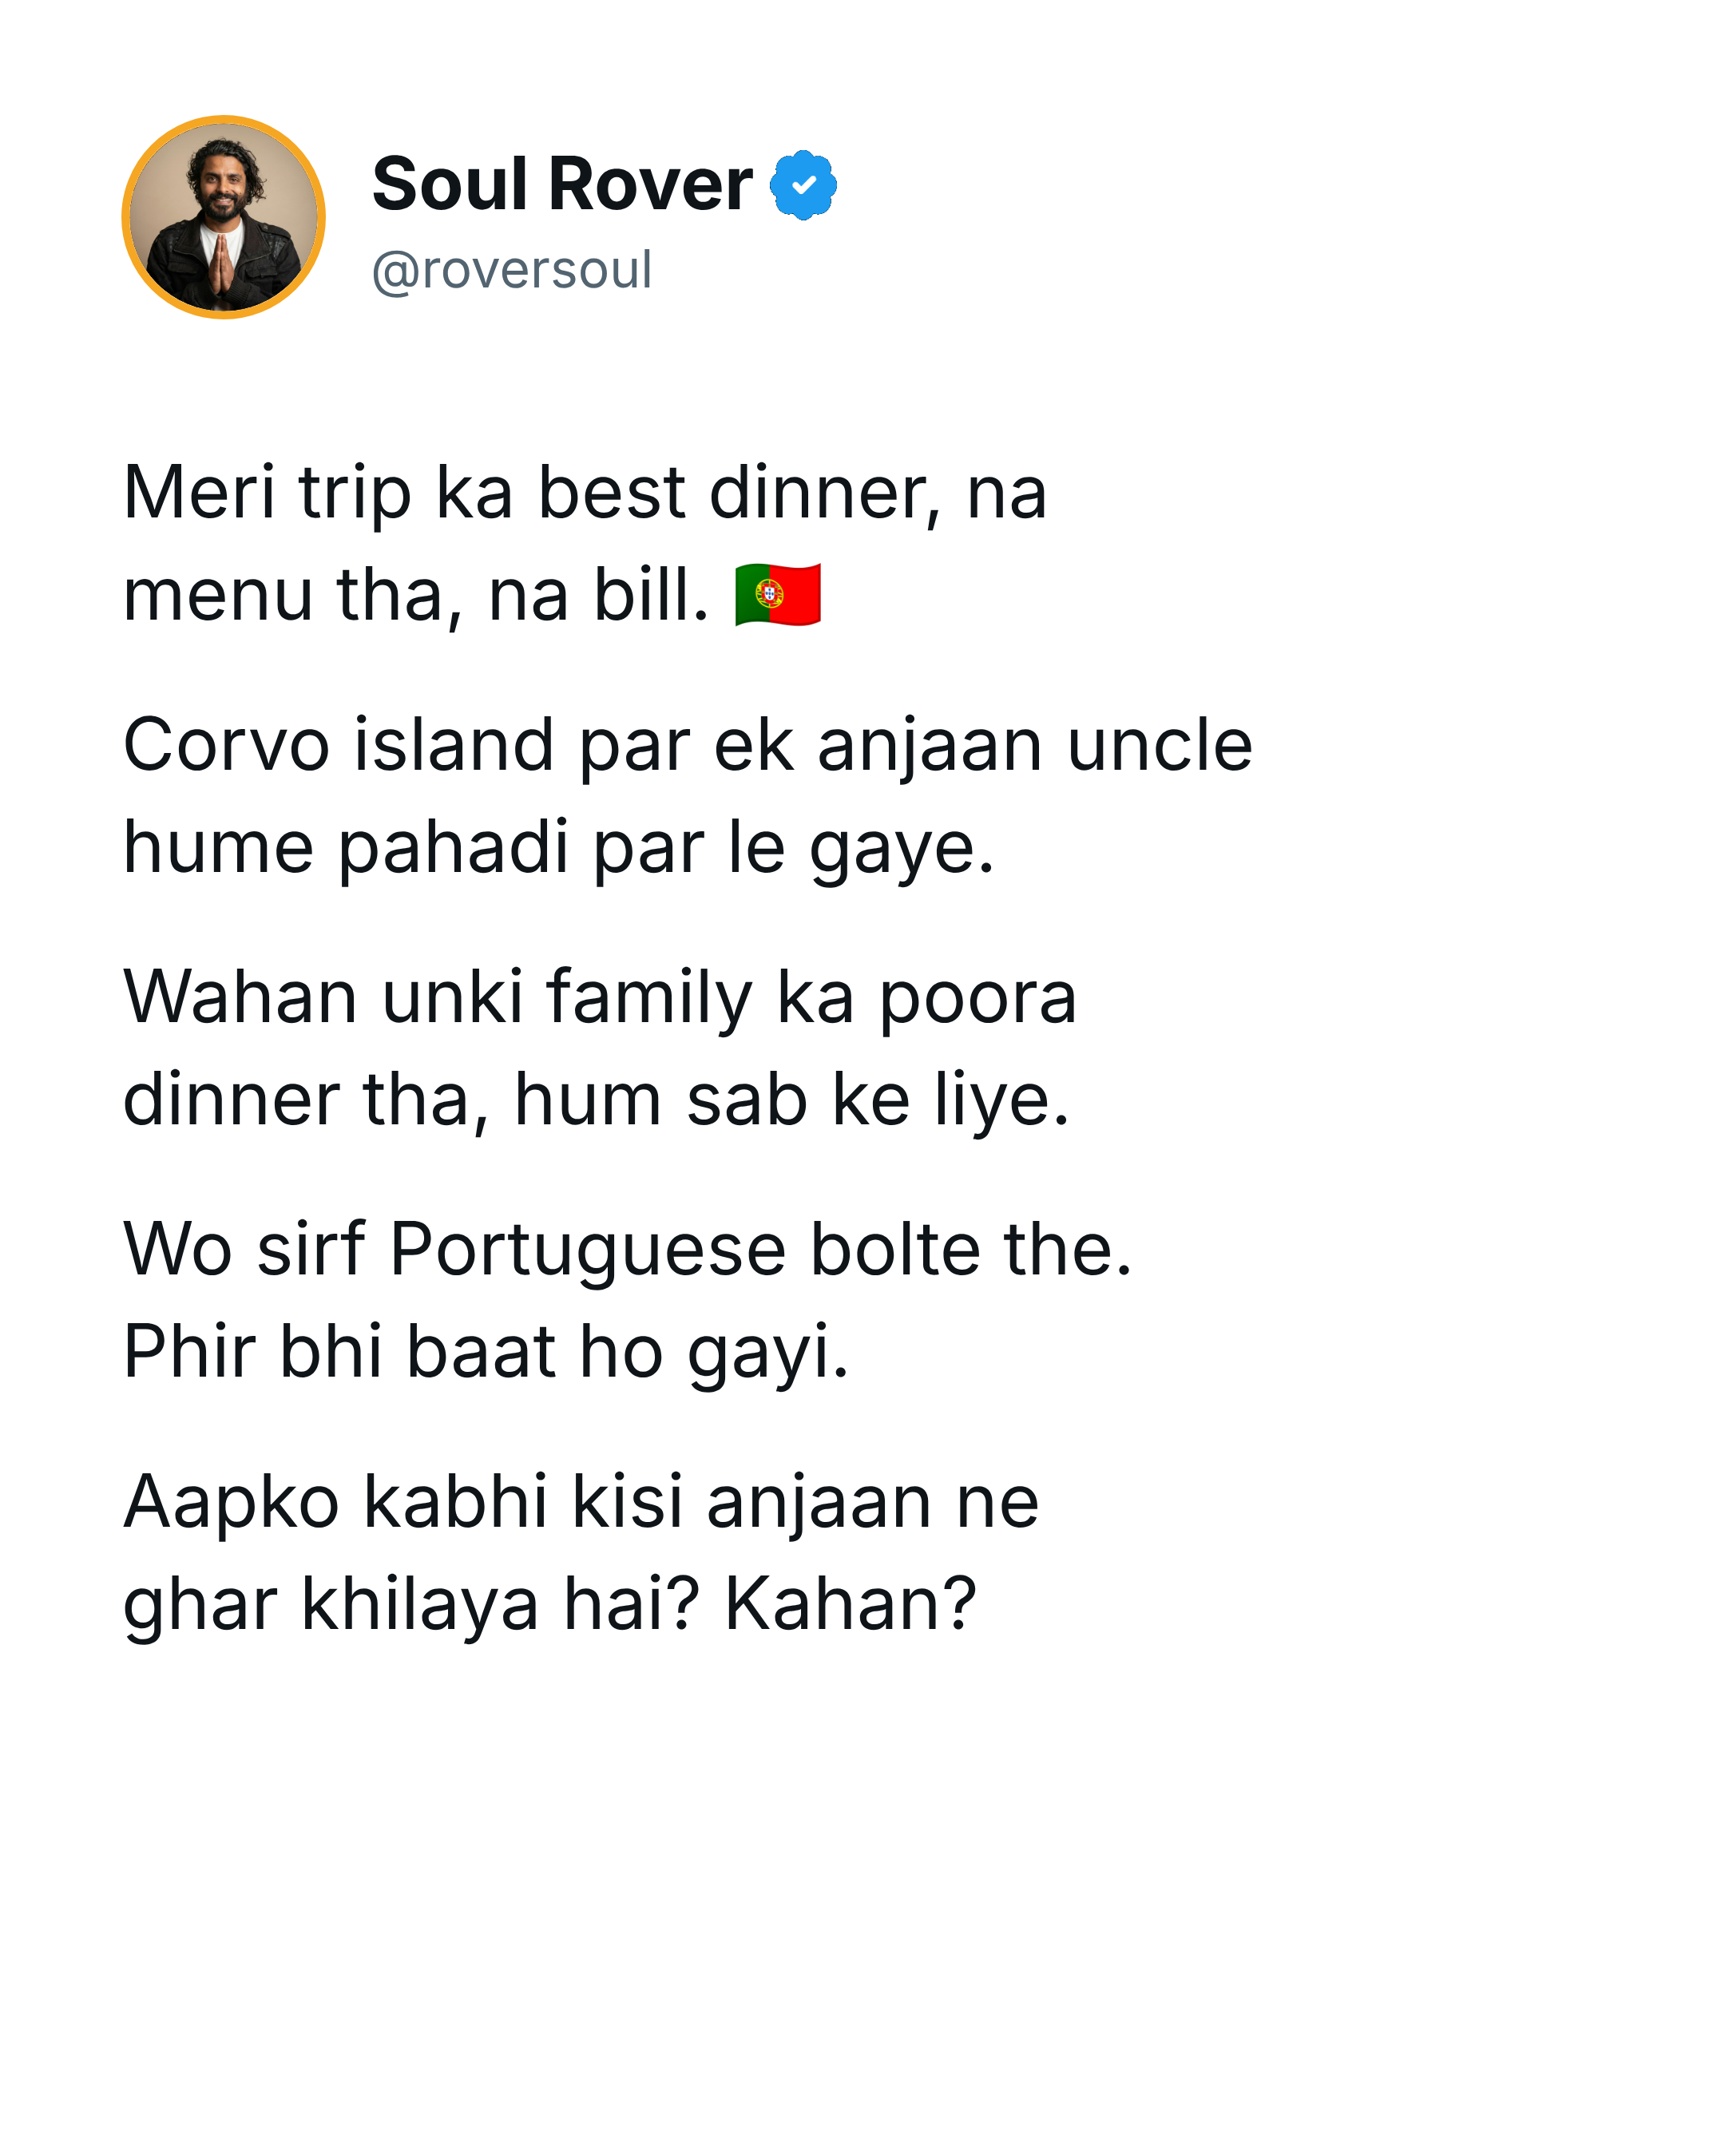 Soul Rover
@roversoul
Meri trip ka best dinner, na
menu tha, na bill. 🇵🇹
Corvo island par ek anjaan uncle
hume pahadi par le gaye.
Wahan unki family ka poora
dinner tha, hum sab ke liye.
Wo sirf Portuguese bolte the.
Phir bhi baat ho gayi.
Aapko kabhi kisi anjaan ne
ghar khilaya hai? Kahan?